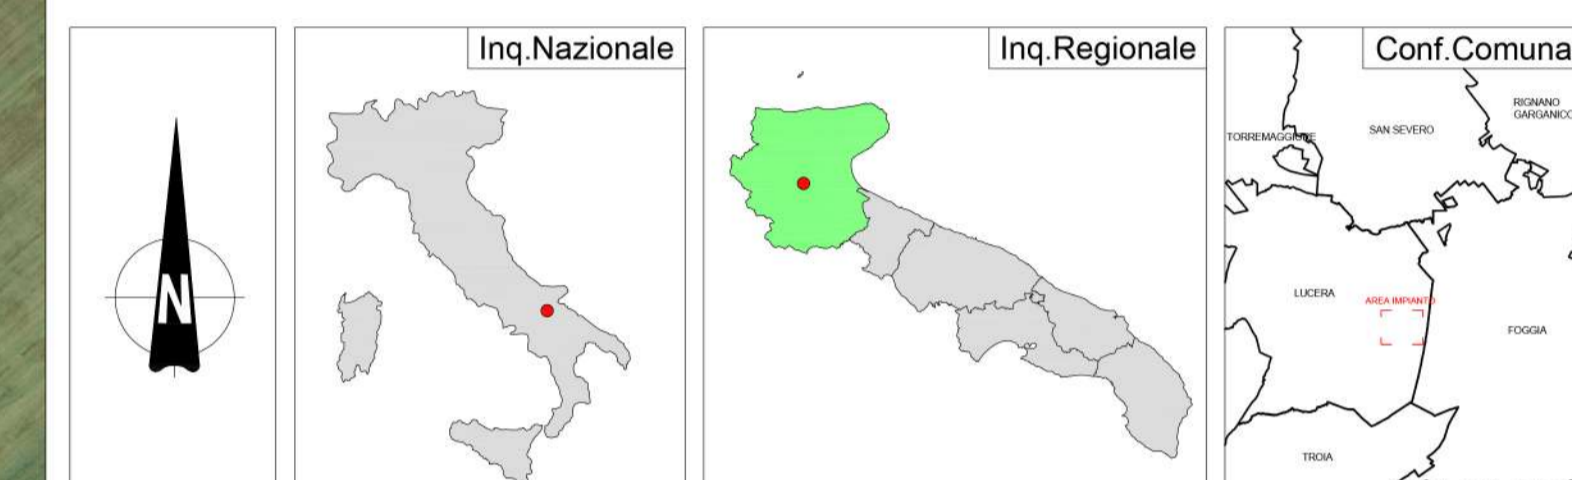 Inq.Nazionale
Inq.Regionale
Conf.Comuna
N
RIGNANO
GARGANICO
SAN SEVERO
TORREMAGGIORE
LUCERA
AREA IMPIANTO
FOGGIA
TROIA